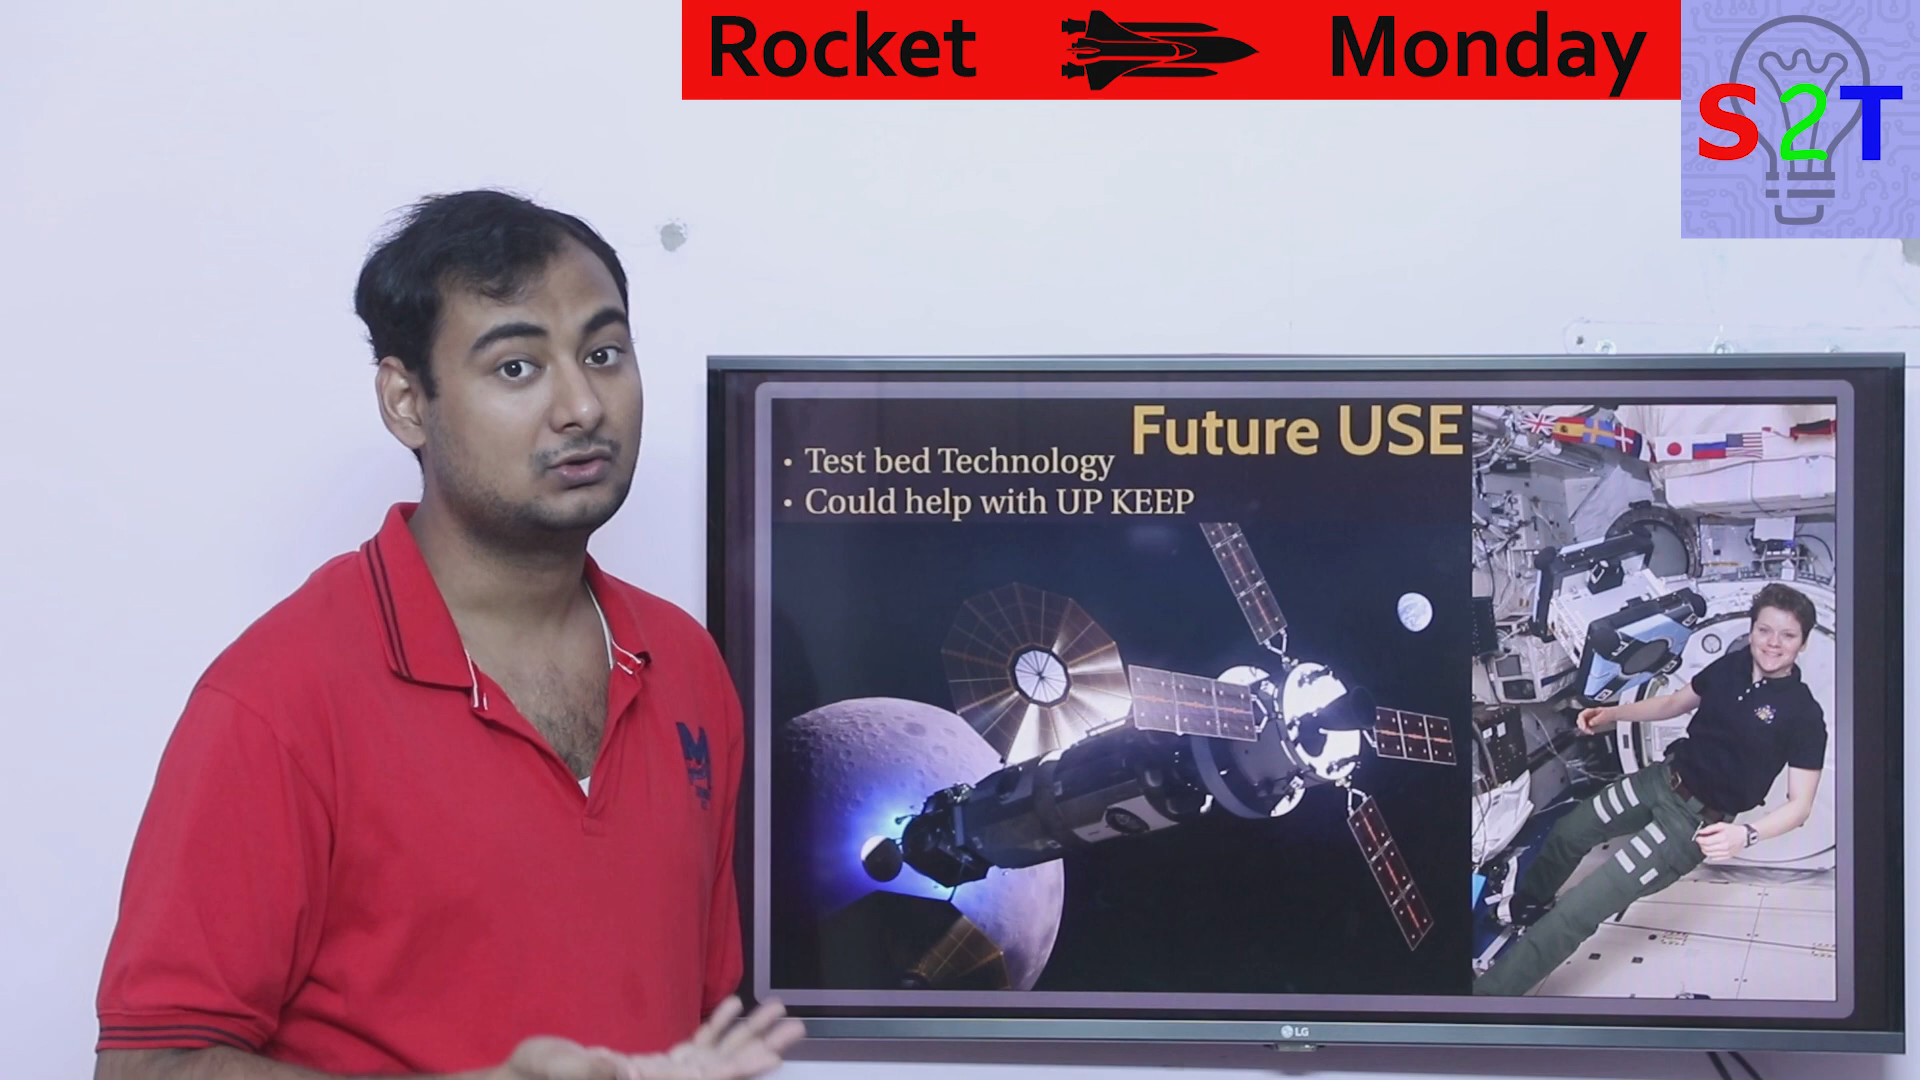 Rocket Monday
S2T
Future USE
• Test bed Technology
• Could help with UP KEEP
LG